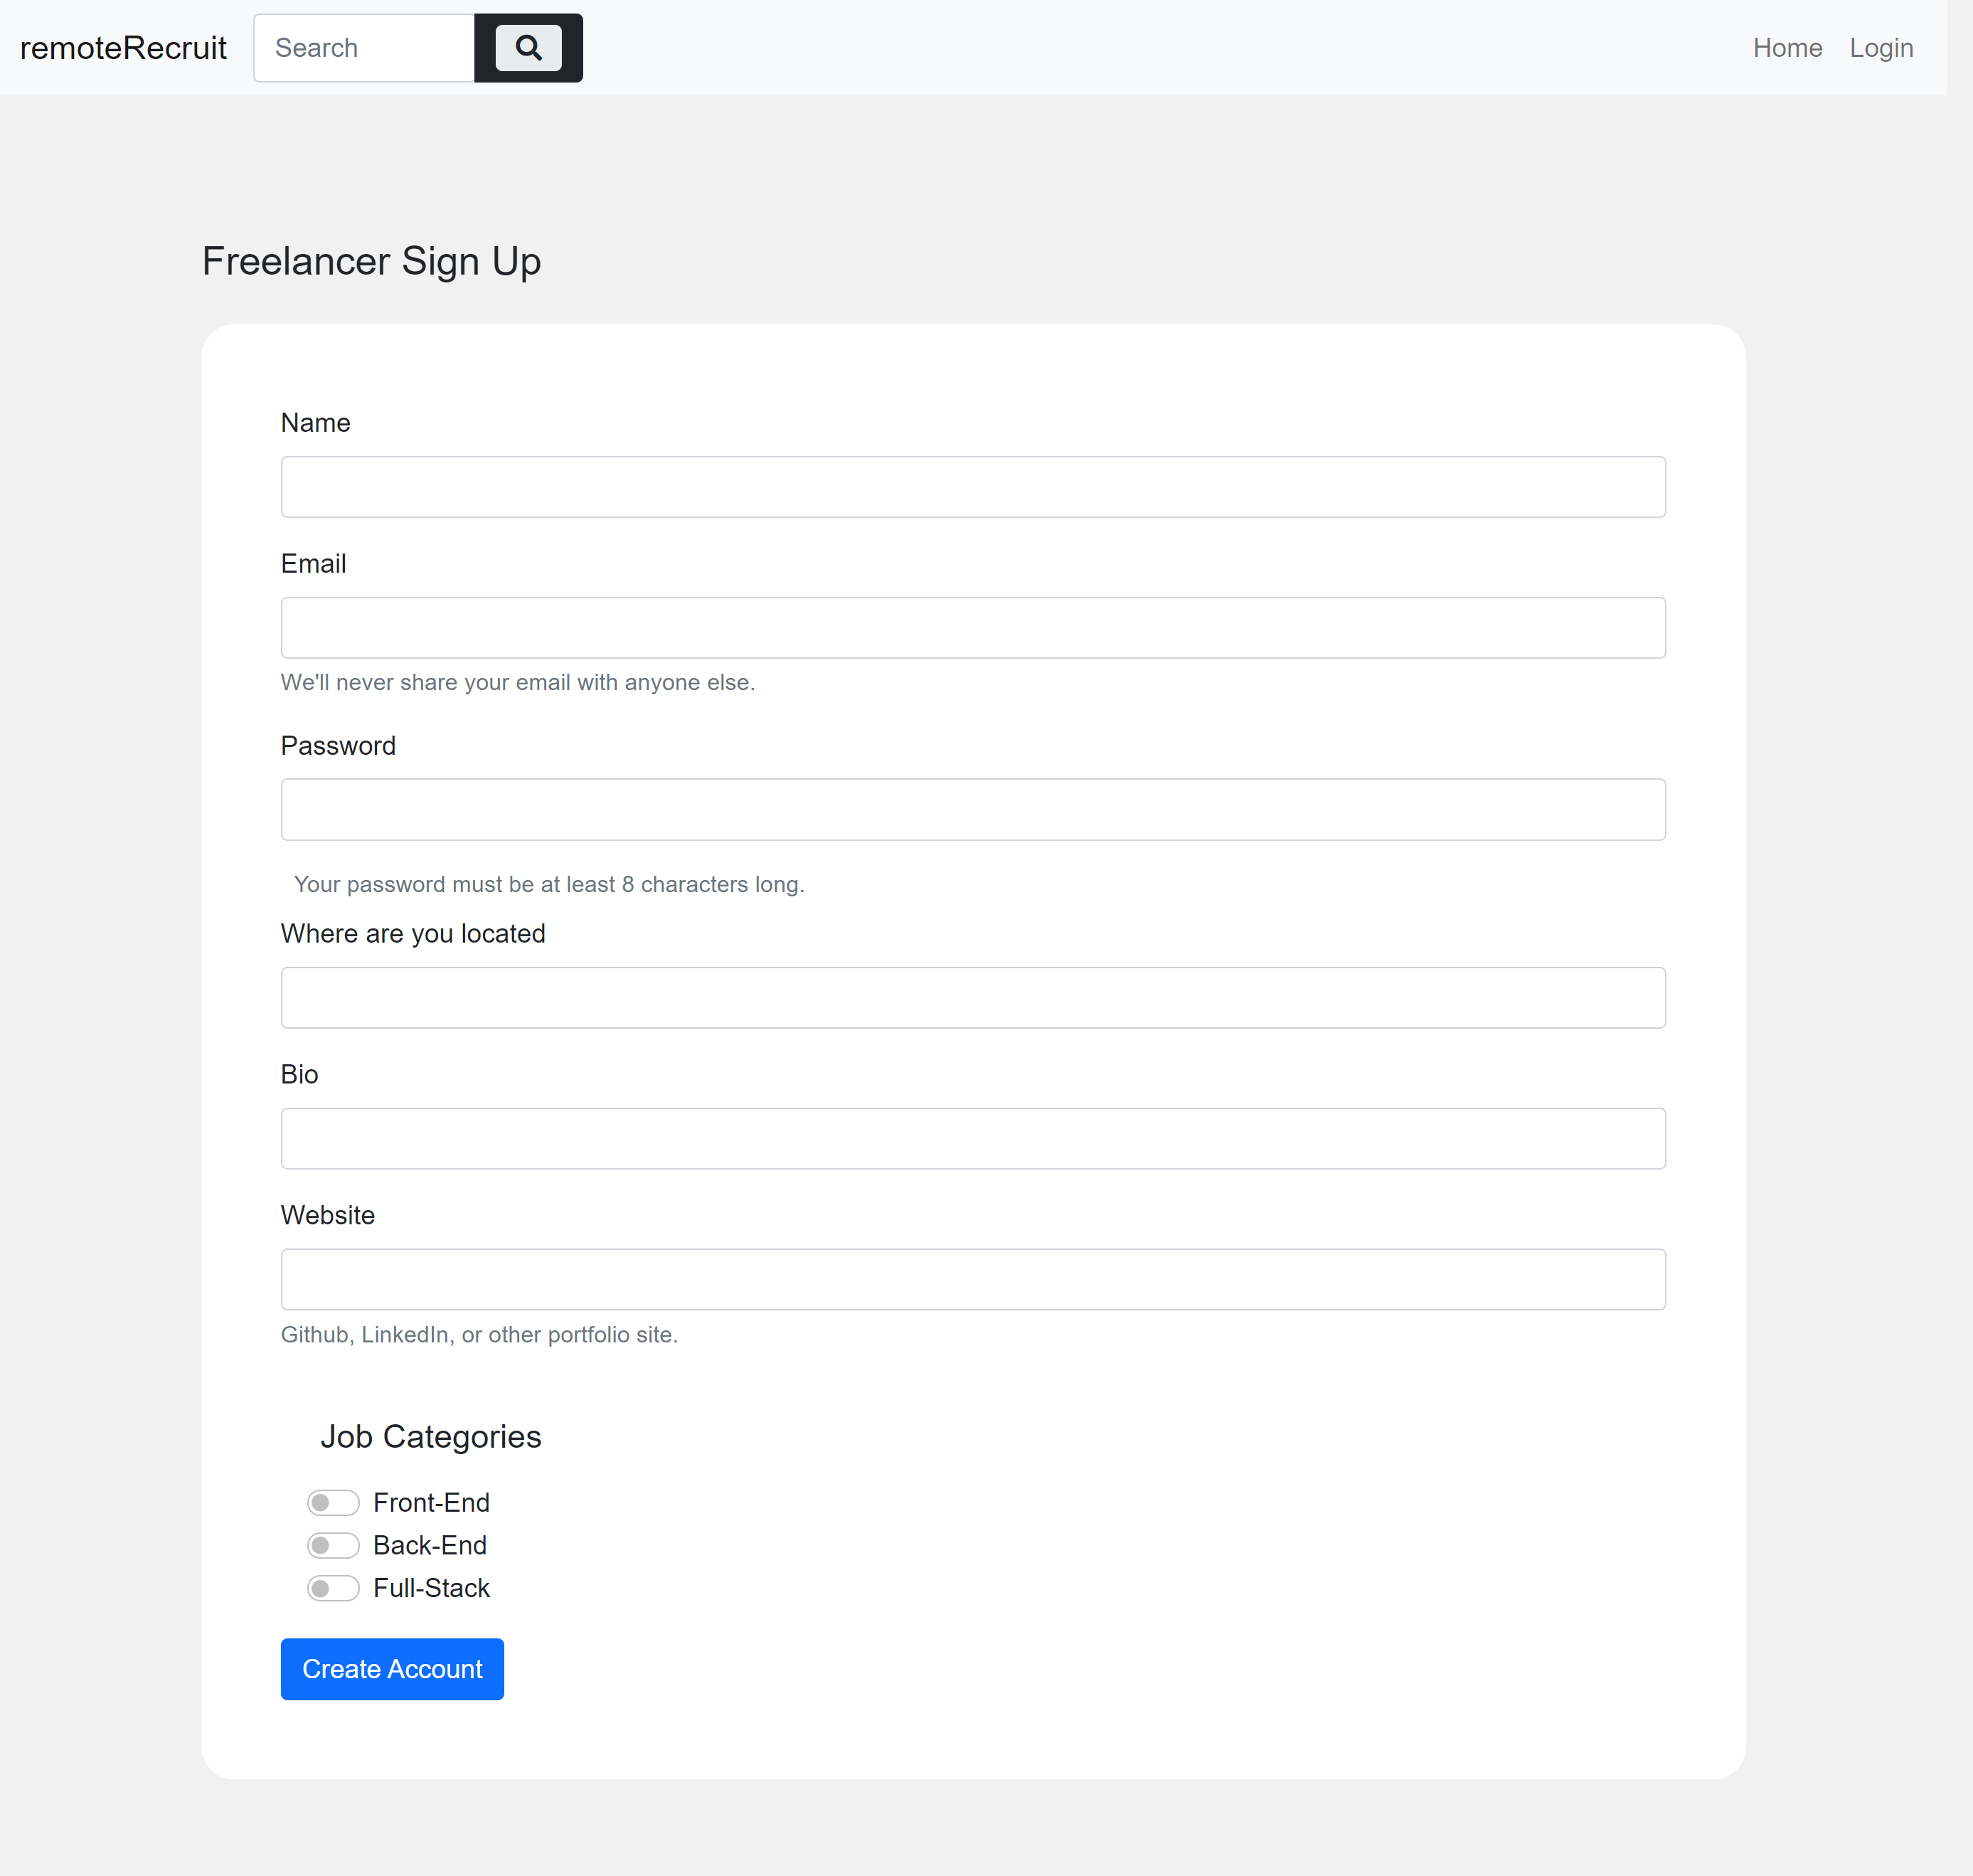 remoteRecruit Search Home Login
Freelancer Sign Up
Name
Email
We'll never share your email with anyone else.
Password
Your password must be at least 8 characters long.
Where are you located
Bio
Website
Github, LinkedIn, or other portfolio site.
Job Categories
Front-End
Back-End
Full-Stack
Create Account